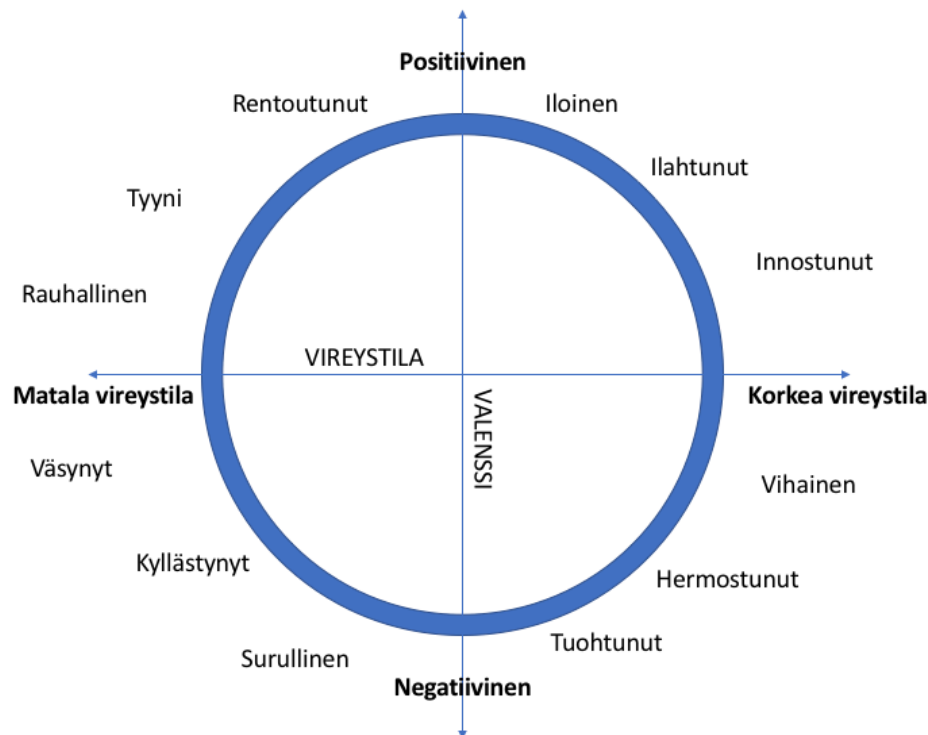 Positiivinen
Rentoutunut
Iloinen
Ilahtunut
Tyyni
Innostunut
Rauhallinen
VIREYSTILA
Matala vireystila
VALENSSI
Korkea vireystila
Väsynyt
Vihainen
Kyllästynyt
Hermostunut
Tuohtunut
Surullinen
Negatiivinen